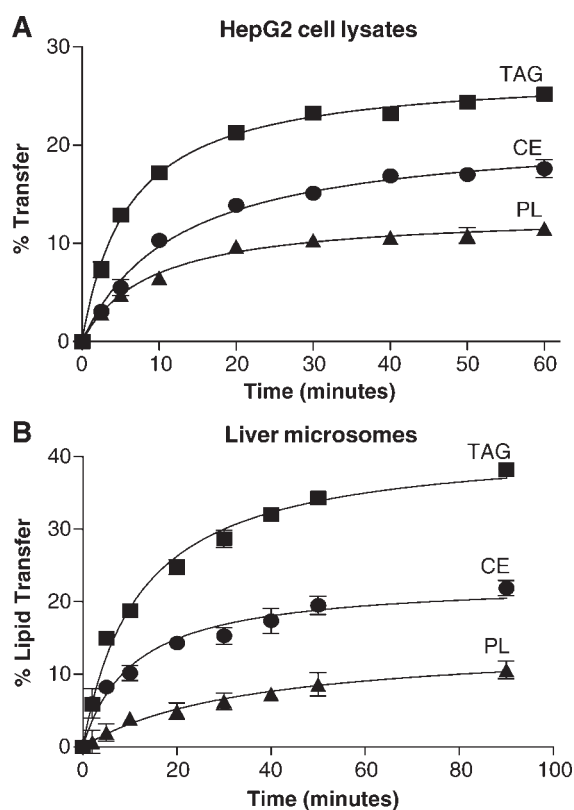 A
HepG2 cell lysates
30
20
10
0
% Transfer
TAG
CE
PL
0 10 20 30 40 50 60
Time (minutes)
B
Liver microsomes
40
30
20
10
0
% Lipid Transfer
TAG
CE
PL
0 20 40 60 80 100
Time (minutes)